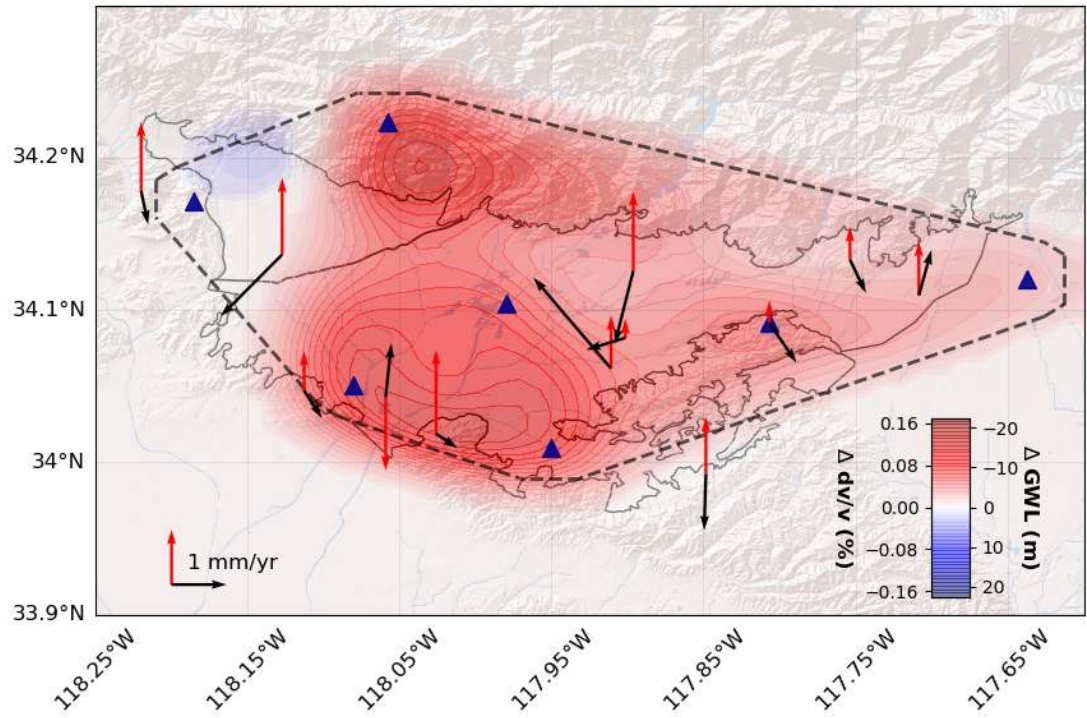 34.2°N
34.1°N
34°N
33.9°N
1 mm/yr
Δ dv/v (%)
0.16
0.08
0.00
−0.08
−0.16
−20
−10
0
10
20
Δ GWL (m)
118.25°W
118.15°W
118.05°W
117.95°W
117.85°W
117.75°W
117.65°W